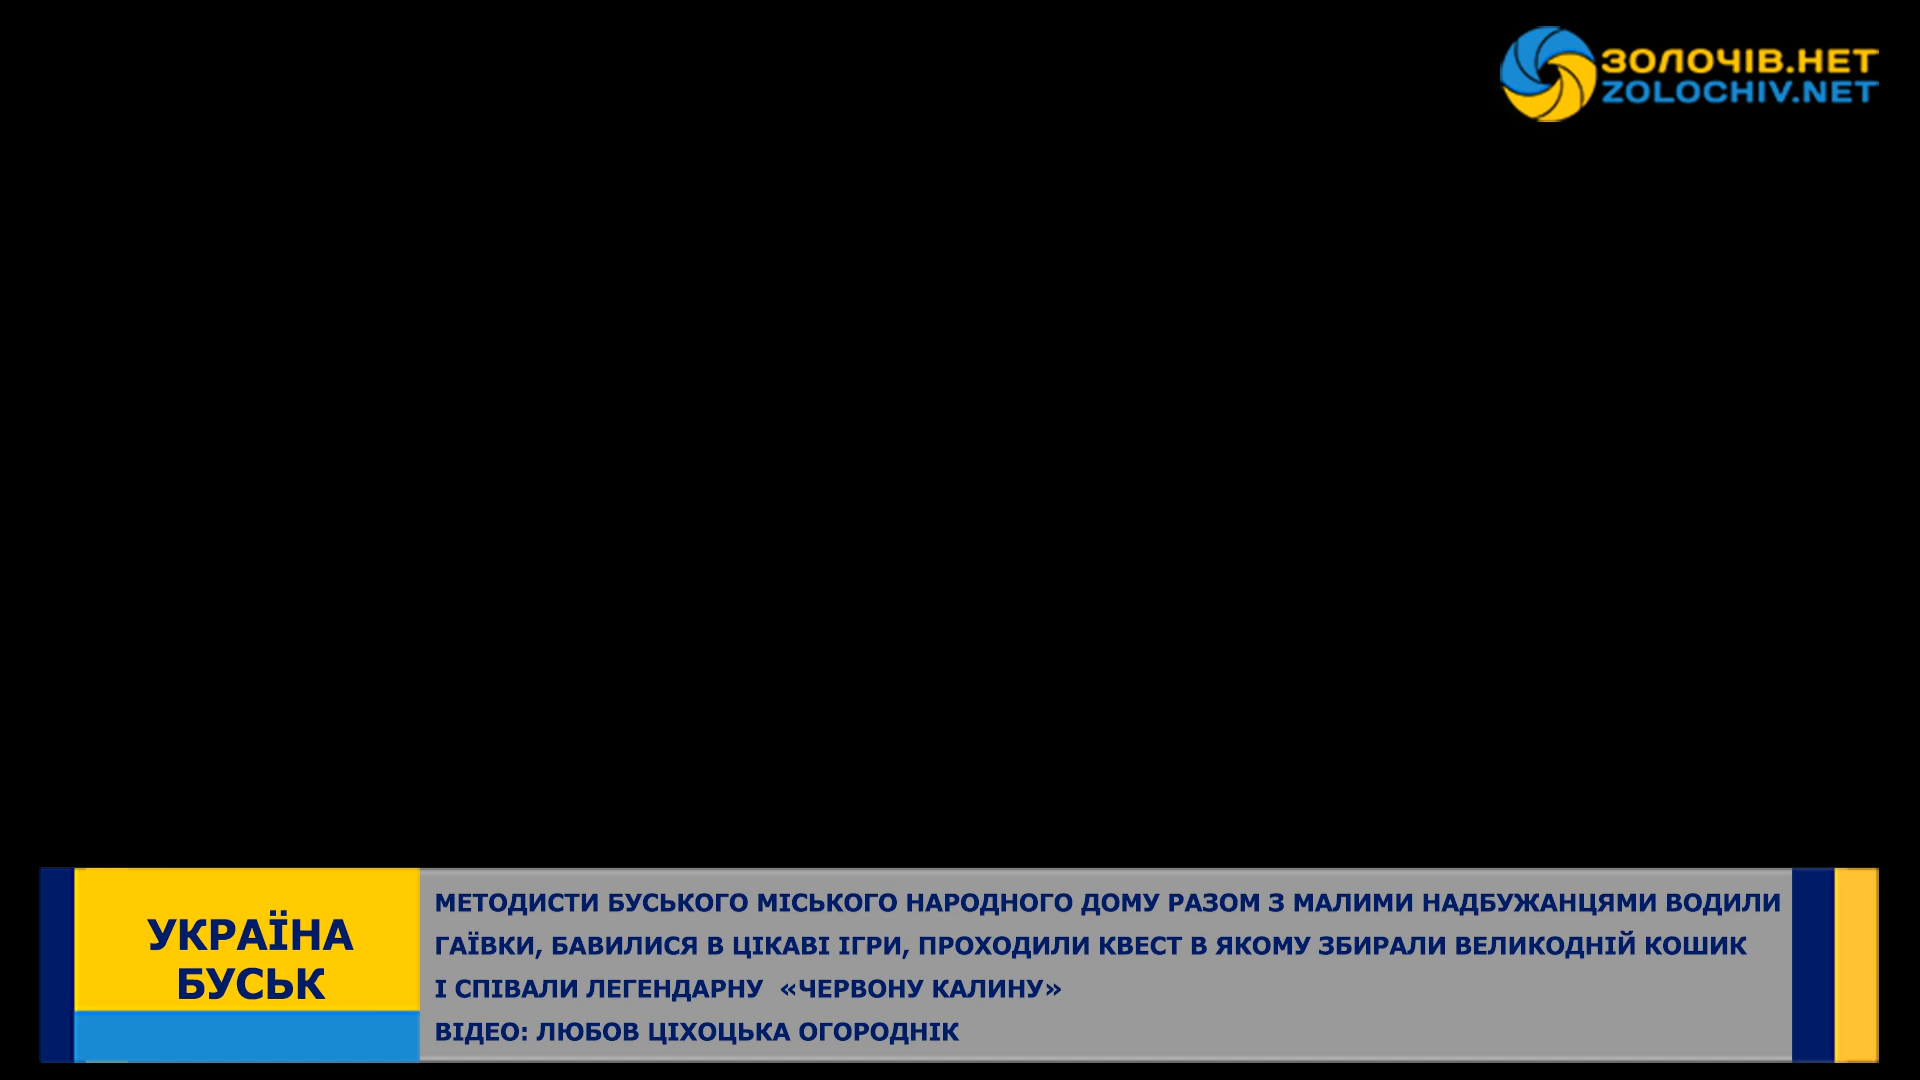 ЗОЛОЧІВ.НЕТ
ZOLOCHIV.NET
УКРАЇНА
БУСЬК
МЕТОДИСТИ БУСЬКОГО МІСЬКОГО НАРОДНОГО ДОМУ РАЗОМ З МАЛИМИ НАДБУЖАНЦЯМИ ВОДИЛИ
ГАЇВКИ, БАВИЛИСЯ В ЦІКАВІ ІГРИ, ПРОХОДИЛИ КВЕСТ В ЯКОМУ ЗБИРАЛИ ВЕЛИКОДНІЙ КОШИК
І СПІВАЛИ ЛЕГЕНДАРНУ «ЧЕРВОНУ КАЛИНУ»
ВІДЕО: ЛЮБОВ ЦІХОЦЬКА ОГОРОДНІК